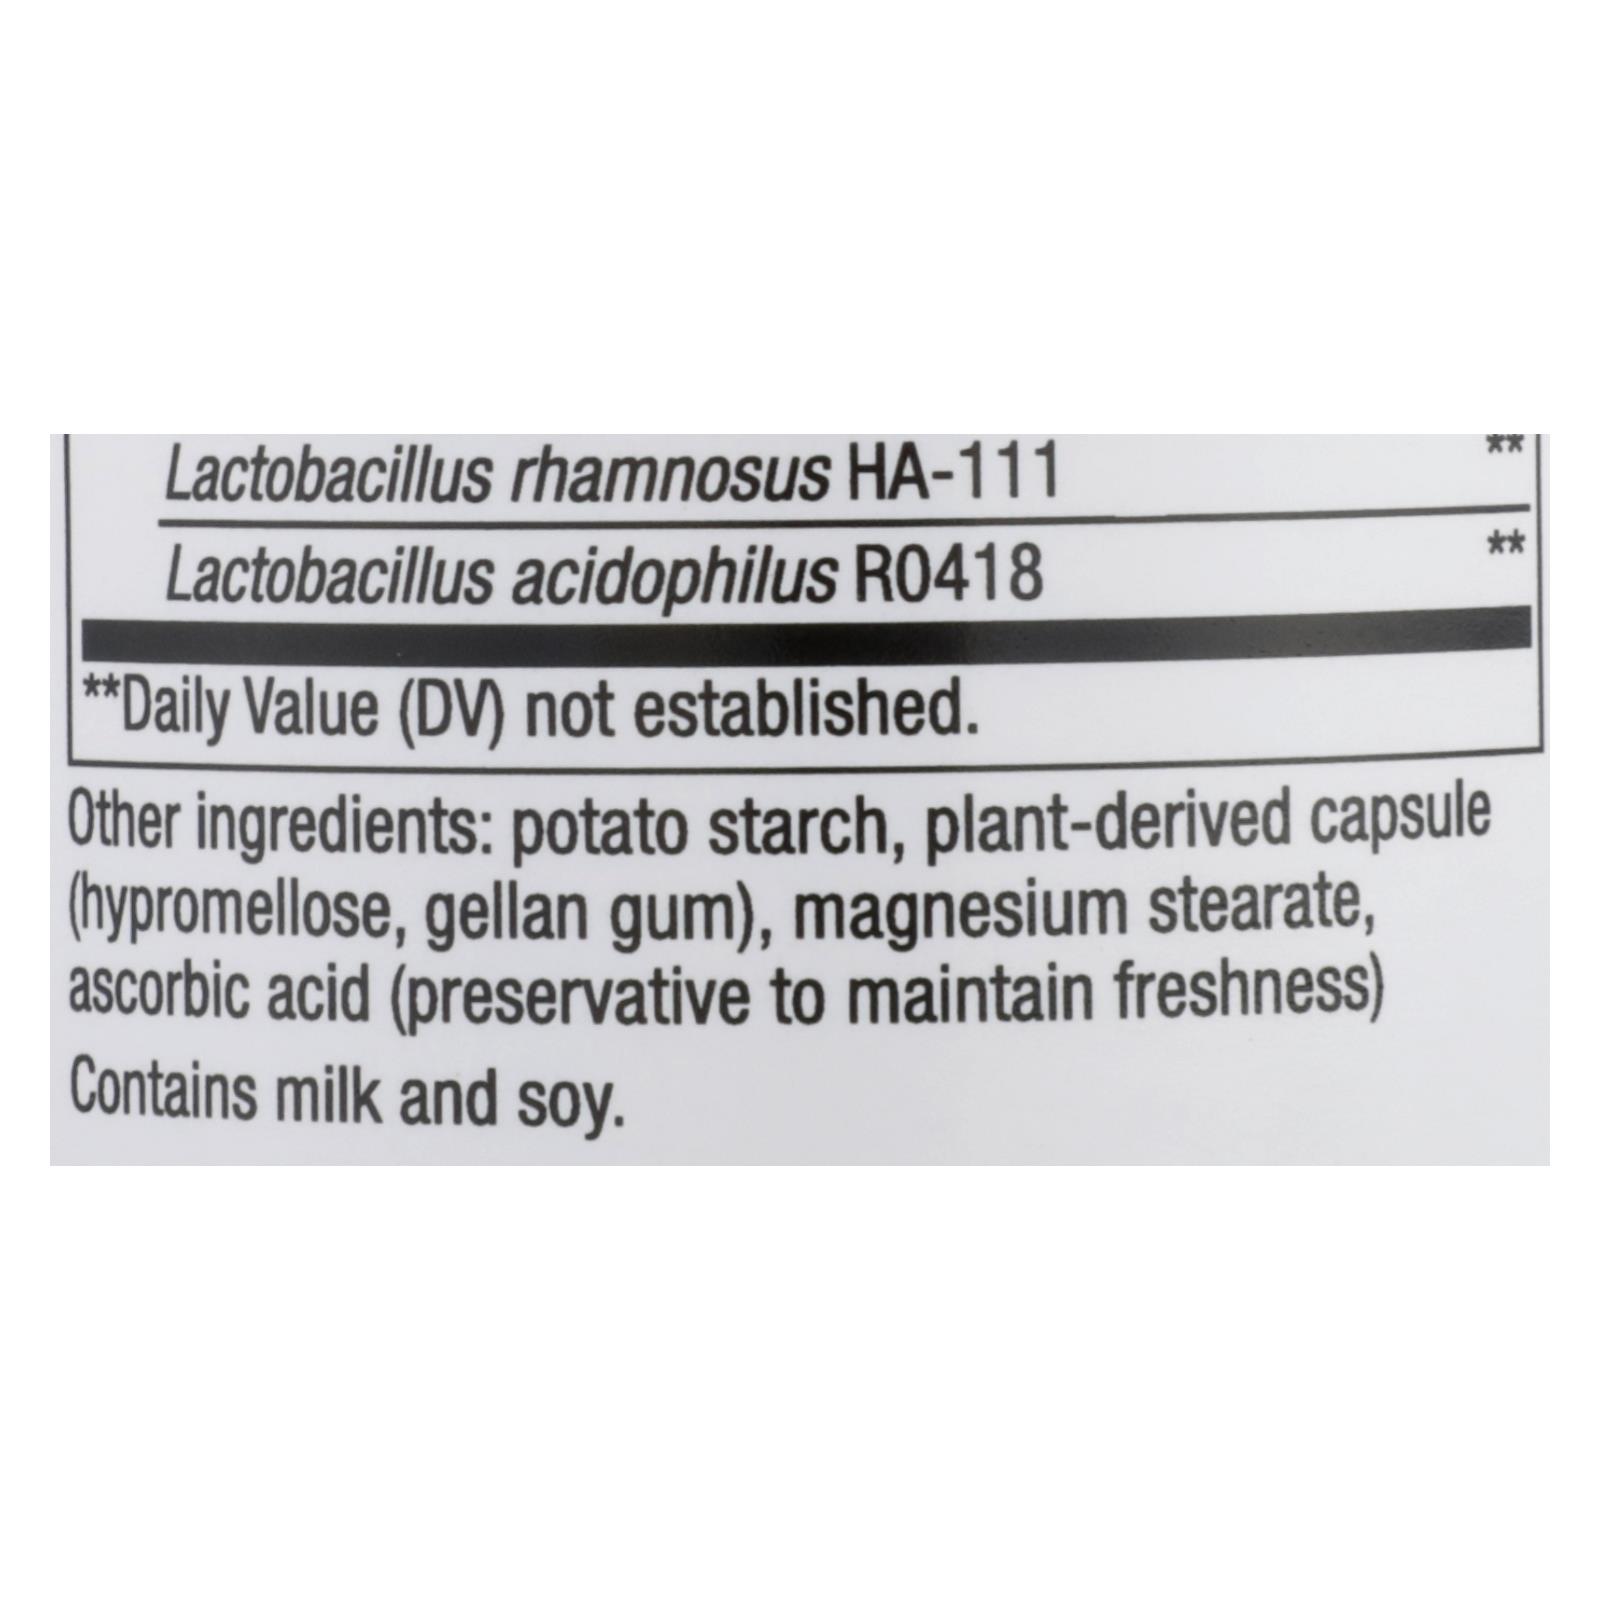 Lactobacillus rhamnosus HA-111 **
Lactobacillus acidophilus R0418 **
**Daily Value (DV) not established.
Other ingredients: potato starch, plant-derived capsule
(hypromellose, gellan gum), magnesium stearate,
ascorbic acid (preservative to maintain freshness)
Contains milk and soy.